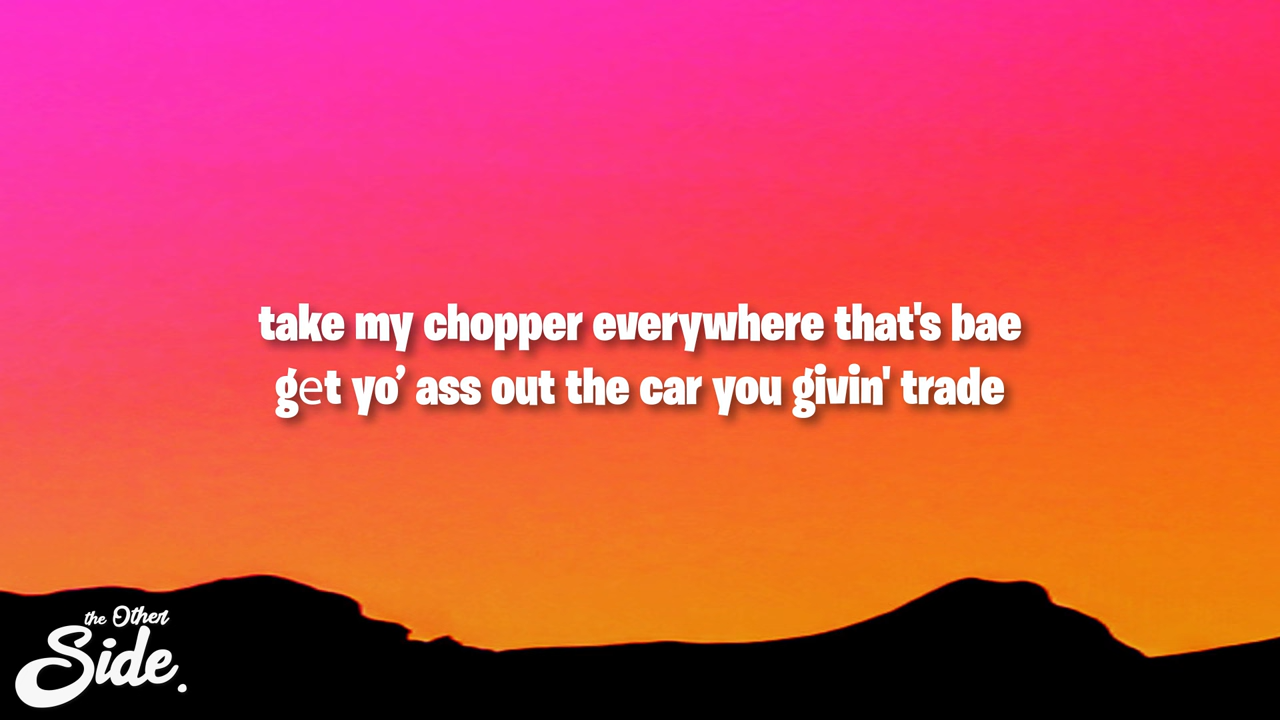 take my chopper everywhere that's bae
get yo’ ass out the car you givin' trade
the Other
Side.